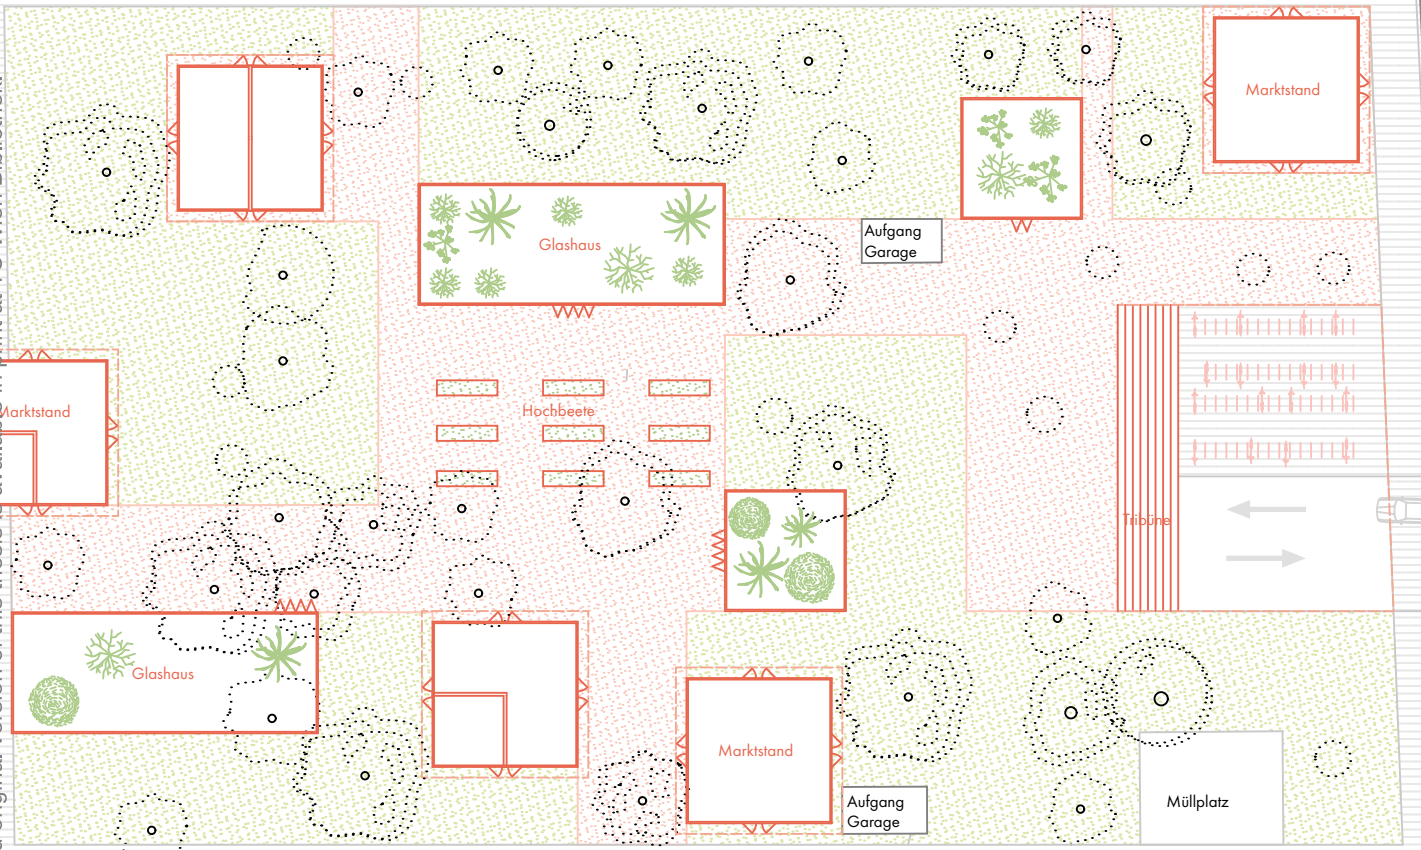 Marktstand
Aufgang
Garage
Glashaus
Marktstand
Hochbeete
Tribüne
Glashaus
Marktstand
Aufgang
Garage
Müllplatz